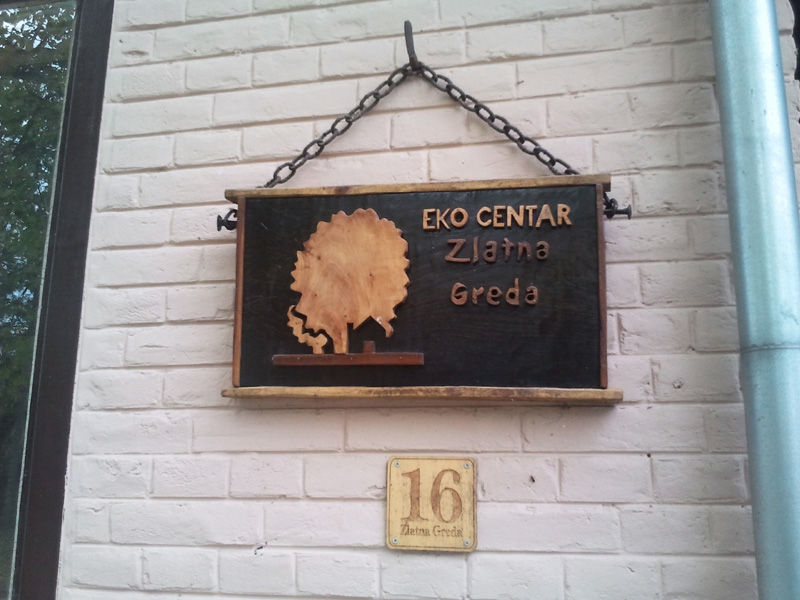 EKO CENTAR
Zlatna
Greda
16
Zlatna Greda